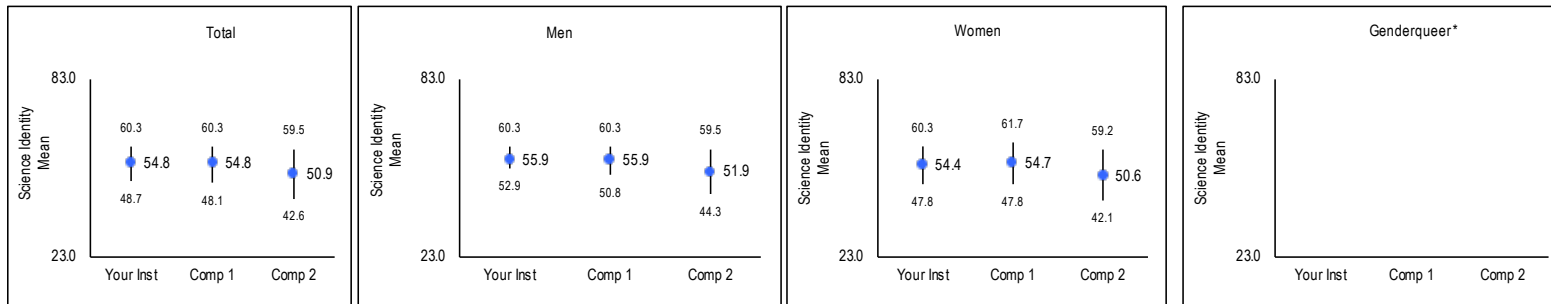 Total
Science Identity
Mean
83.0
23.0
60.3
60.3
59.5
54.8
54.8
50.9
48.7
48.1
42.6
Your Inst
Comp 1
Comp 2
Men
Science Identity
Mean
83.0
23.0
60.3
60.3
59.5
55.9
55.9
51.9
52.9
50.8
44.3
Your Inst
Comp 1
Comp 2
Women
Science Identity
Mean
83.0
23.0
60.3
61.7
59.2
54.4
54.7
50.6
47.8
47.8
42.1
Your Inst
Comp 1
Comp 2
Genderqueer*
Science Identity
Mean
83.0
23.0
Your Inst
Comp 1
Comp 2